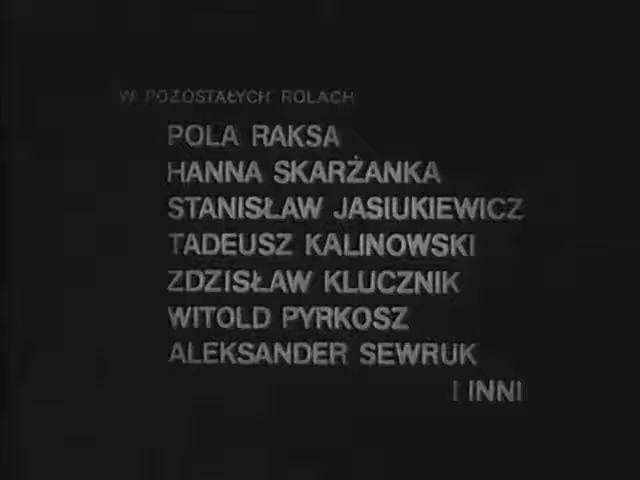 W POZOSTAŁYCH ROLACH
POLA RAKSA
HANNA SKARŻANKA
STANISŁAW JASIUKIEWICZ
TADEUSZ KALINOWSKI
ZDZISŁAW KLUCZNIK
WITOLD PYRKOSZ
ALEKSANDER SEWRUK
I INNI